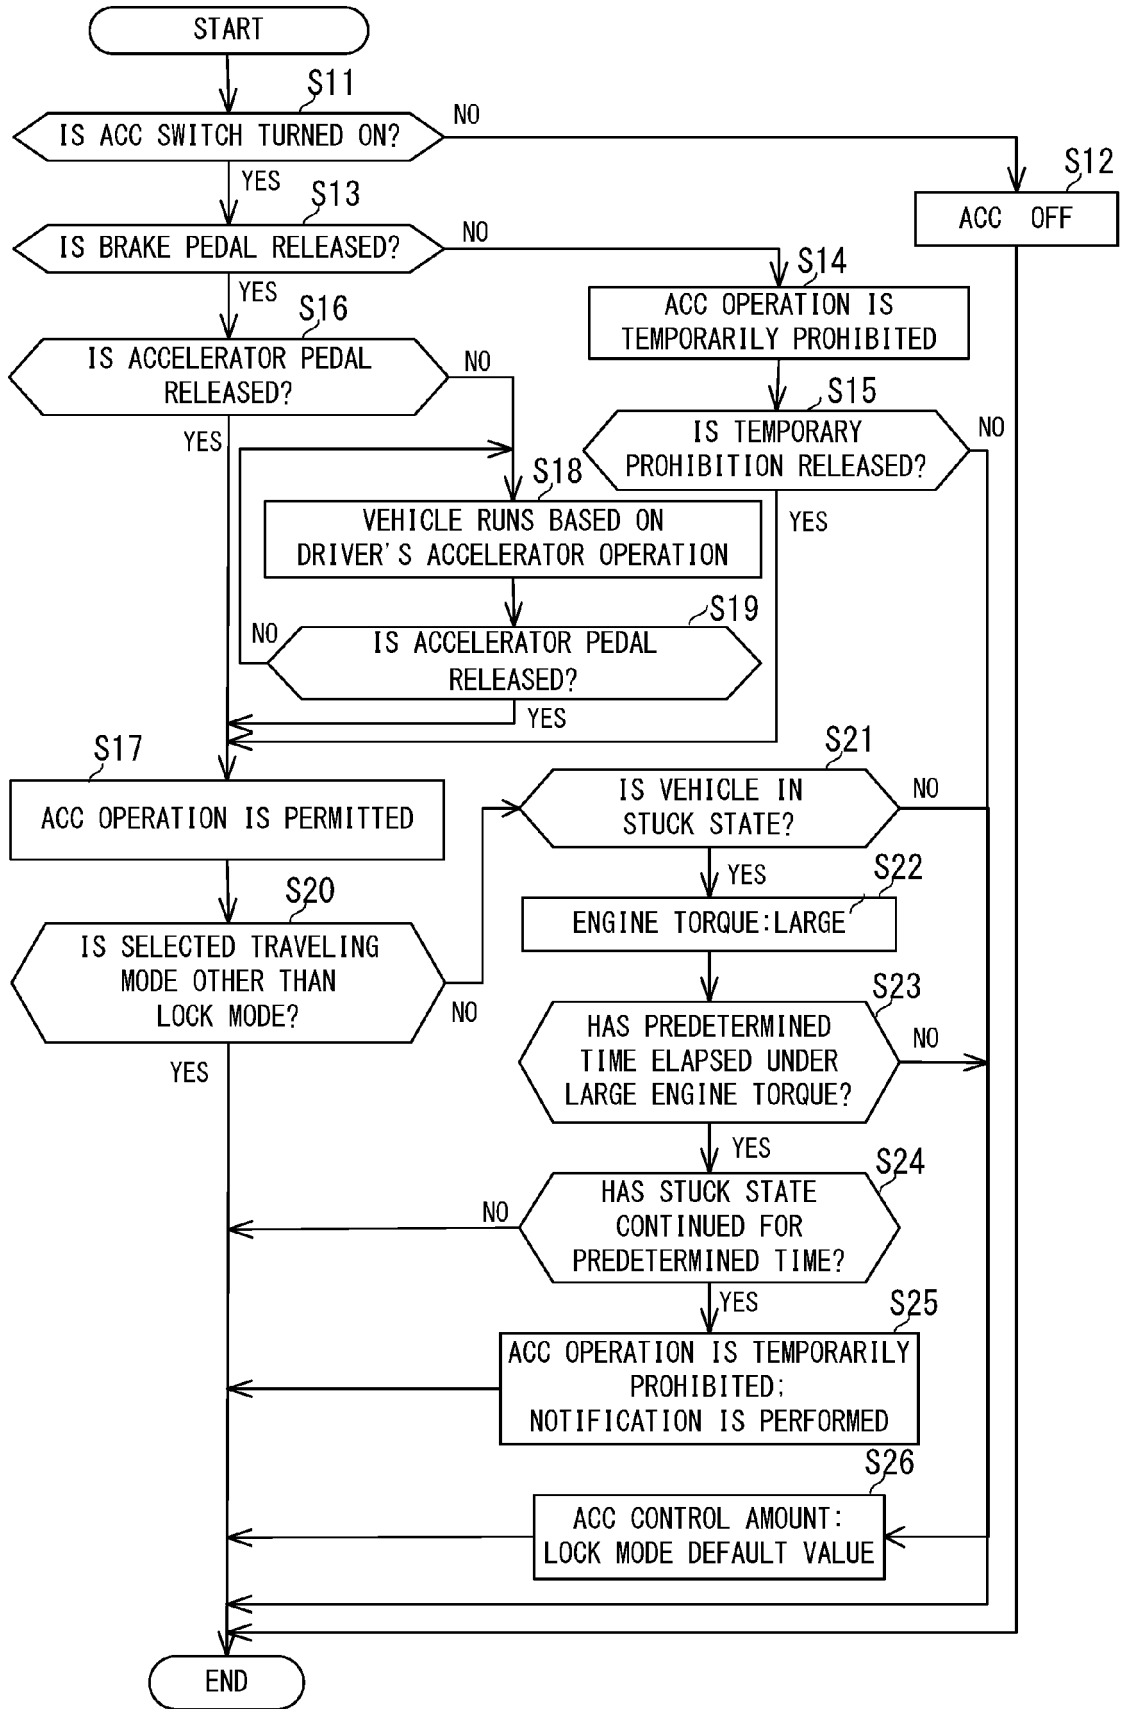 START
S11
IS ACC SWITCH TURNED ON?
NO
YES
S12
ACC OFF
S13
IS BRAKE PEDAL RELEASED?
NO
YES
S14
ACC OPERATION IS
TEMPORARILY PROHIBITED
S16
IS ACCELERATOR PEDAL
RELEASED?
NO
YES
S15
IS TEMPORARY
PROHIBITION RELEASED?
NO
YES
S18
VEHICLE RUNS BASED ON
DRIVER'S ACCELERATOR OPERATION
S19
IS ACCELERATOR PEDAL
RELEASED?
NO
YES
S17
ACC OPERATION IS PERMITTED
S21
IS VEHICLE IN
STUCK STATE?
NO
YES
S20
IS SELECTED TRAVELING
MODE OTHER THAN
LOCK MODE?
NO
YES
S22
ENGINE TORQUE:LARGE
S23
HAS PREDETERMINED
TIME ELAPSED UNDER
LARGE ENGINE TORQUE?
NO
YES
S24
HAS STUCK STATE
CONTINUED FOR
PREDETERMINED TIME?
NO
YES
S25
ACC OPERATION IS TEMPORARILY
PROHIBITED;
NOTIFICATION IS PERFORMED
S26
ACC CONTROL AMOUNT:
LOCK MODE DEFAULT VALUE
END